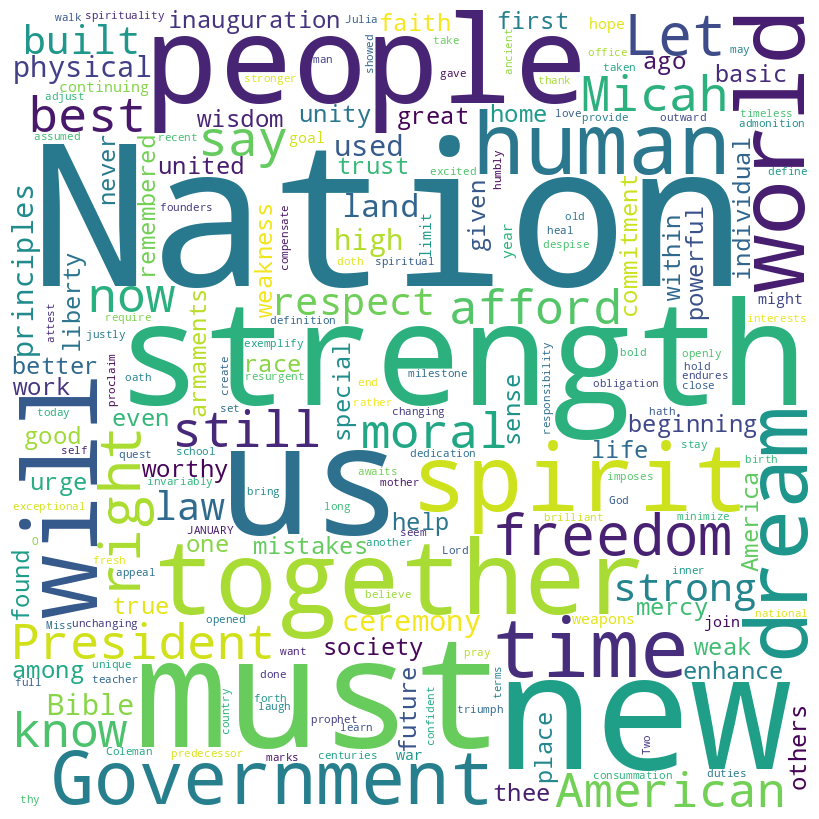 walk
spirituality
inauguration
Julia
faith
take
first
hope
Let
may
world
built
people
physical
continuing
adjust
stronger
man
showed
gave
ancient
office
taken
thank
Micah
ago
basic
best
wisdom
unity
great
home
love
provide
outward
timeless
admonition
assumed
recent
goal
say
used
human
define
never
remembered
united
trust
humbly
excited
Nation
founders
compensate
land
given
old
heal
despise
commitment
within
powerful
individual
principles
liberty
weakness
high
limit
year
doth
spiritual
might
now
respect
afford
interests
attest
require
armaments
definition
strength
justly
exemplify
bold
openly
better
oath
race
create
resurgent
milestone
responsibility
hold
endures
close
work
proclaim
today
end
rather
set
changing
special
sense
obligation
beginning
dream
will
even
good
self
right
still
moral
hath
stay
quest
school
worthy
us
life
birth
America
urge
invariably
awaits
dedication
spirit
God
imposes
exceptional
bring
mother
law
long
help
brilliant
minimize
found
O
JANUARY
seem
freedom
one
mistakes
another
Lord
inner
fresh
appeal
together
strong
true
believe
mercy
national
Miss
unchanging
opened
ceremony
weapons
join
President
want
society
pray
time
weak
among
unique
teacher
done
future
enhance
full
forth
laugh
country
confident
triumph
terms
Bible
must
new
know
prophet
learn
Coleman
predecessor
marks
centuries
war
place
Two
others
Government
consummation
duties
thy
thee
American